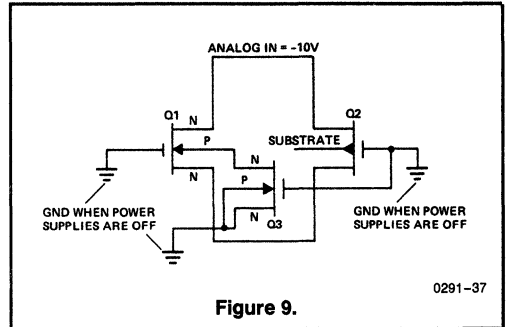 ANALOG IN = -10V
Q1
Q2
N
P
SUBSTRATE
N
N
P
N
Q3
GND WHEN POWER
SUPPLIES ARE OFF
GND WHEN POWER
SUPPLIES ARE OFF
0291-37
Figure 9.